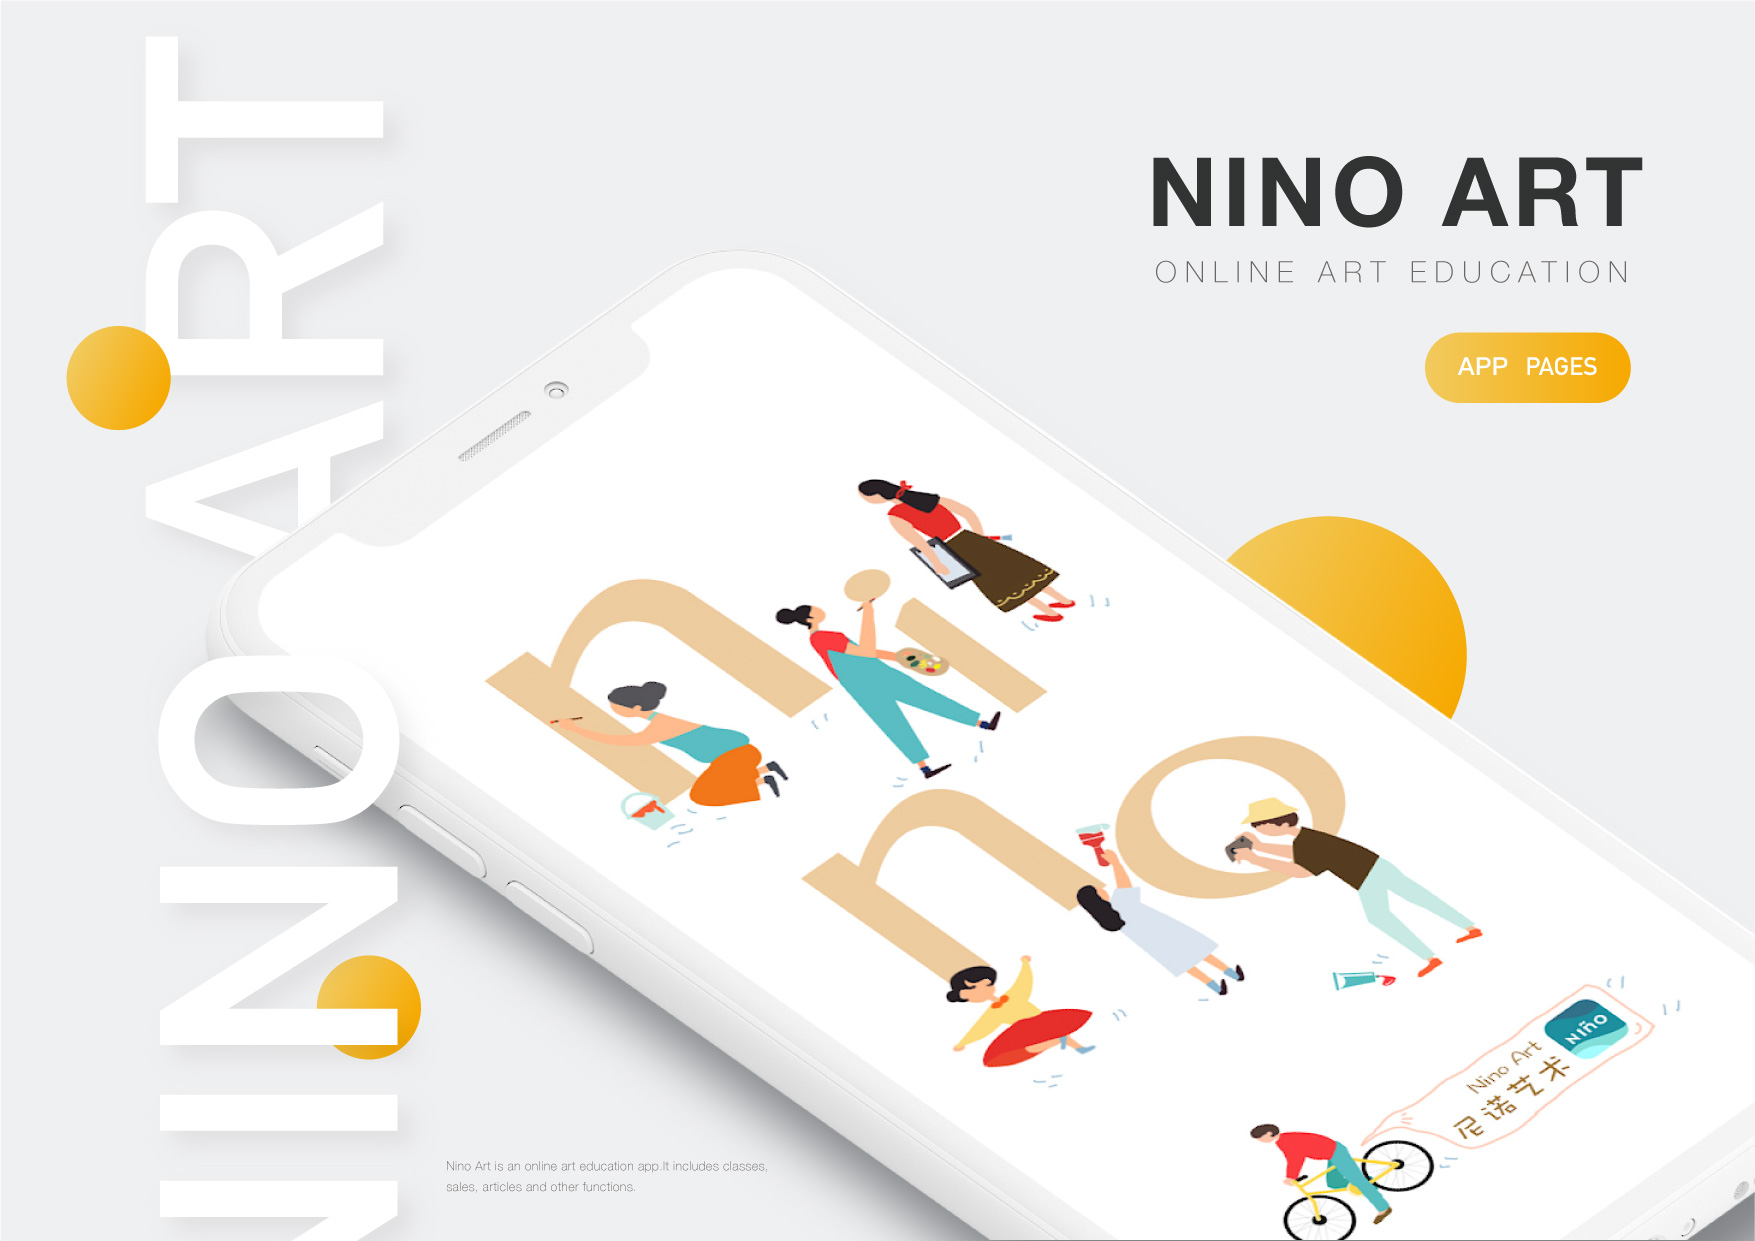 NINO ART
NINO ART
ONLINE ART EDUCATION
APP PAGES
nino
NIñO
Nino Art
尼诺艺术
Nino Art is an online art education app.It includes classes,
sales, articles and other functions.